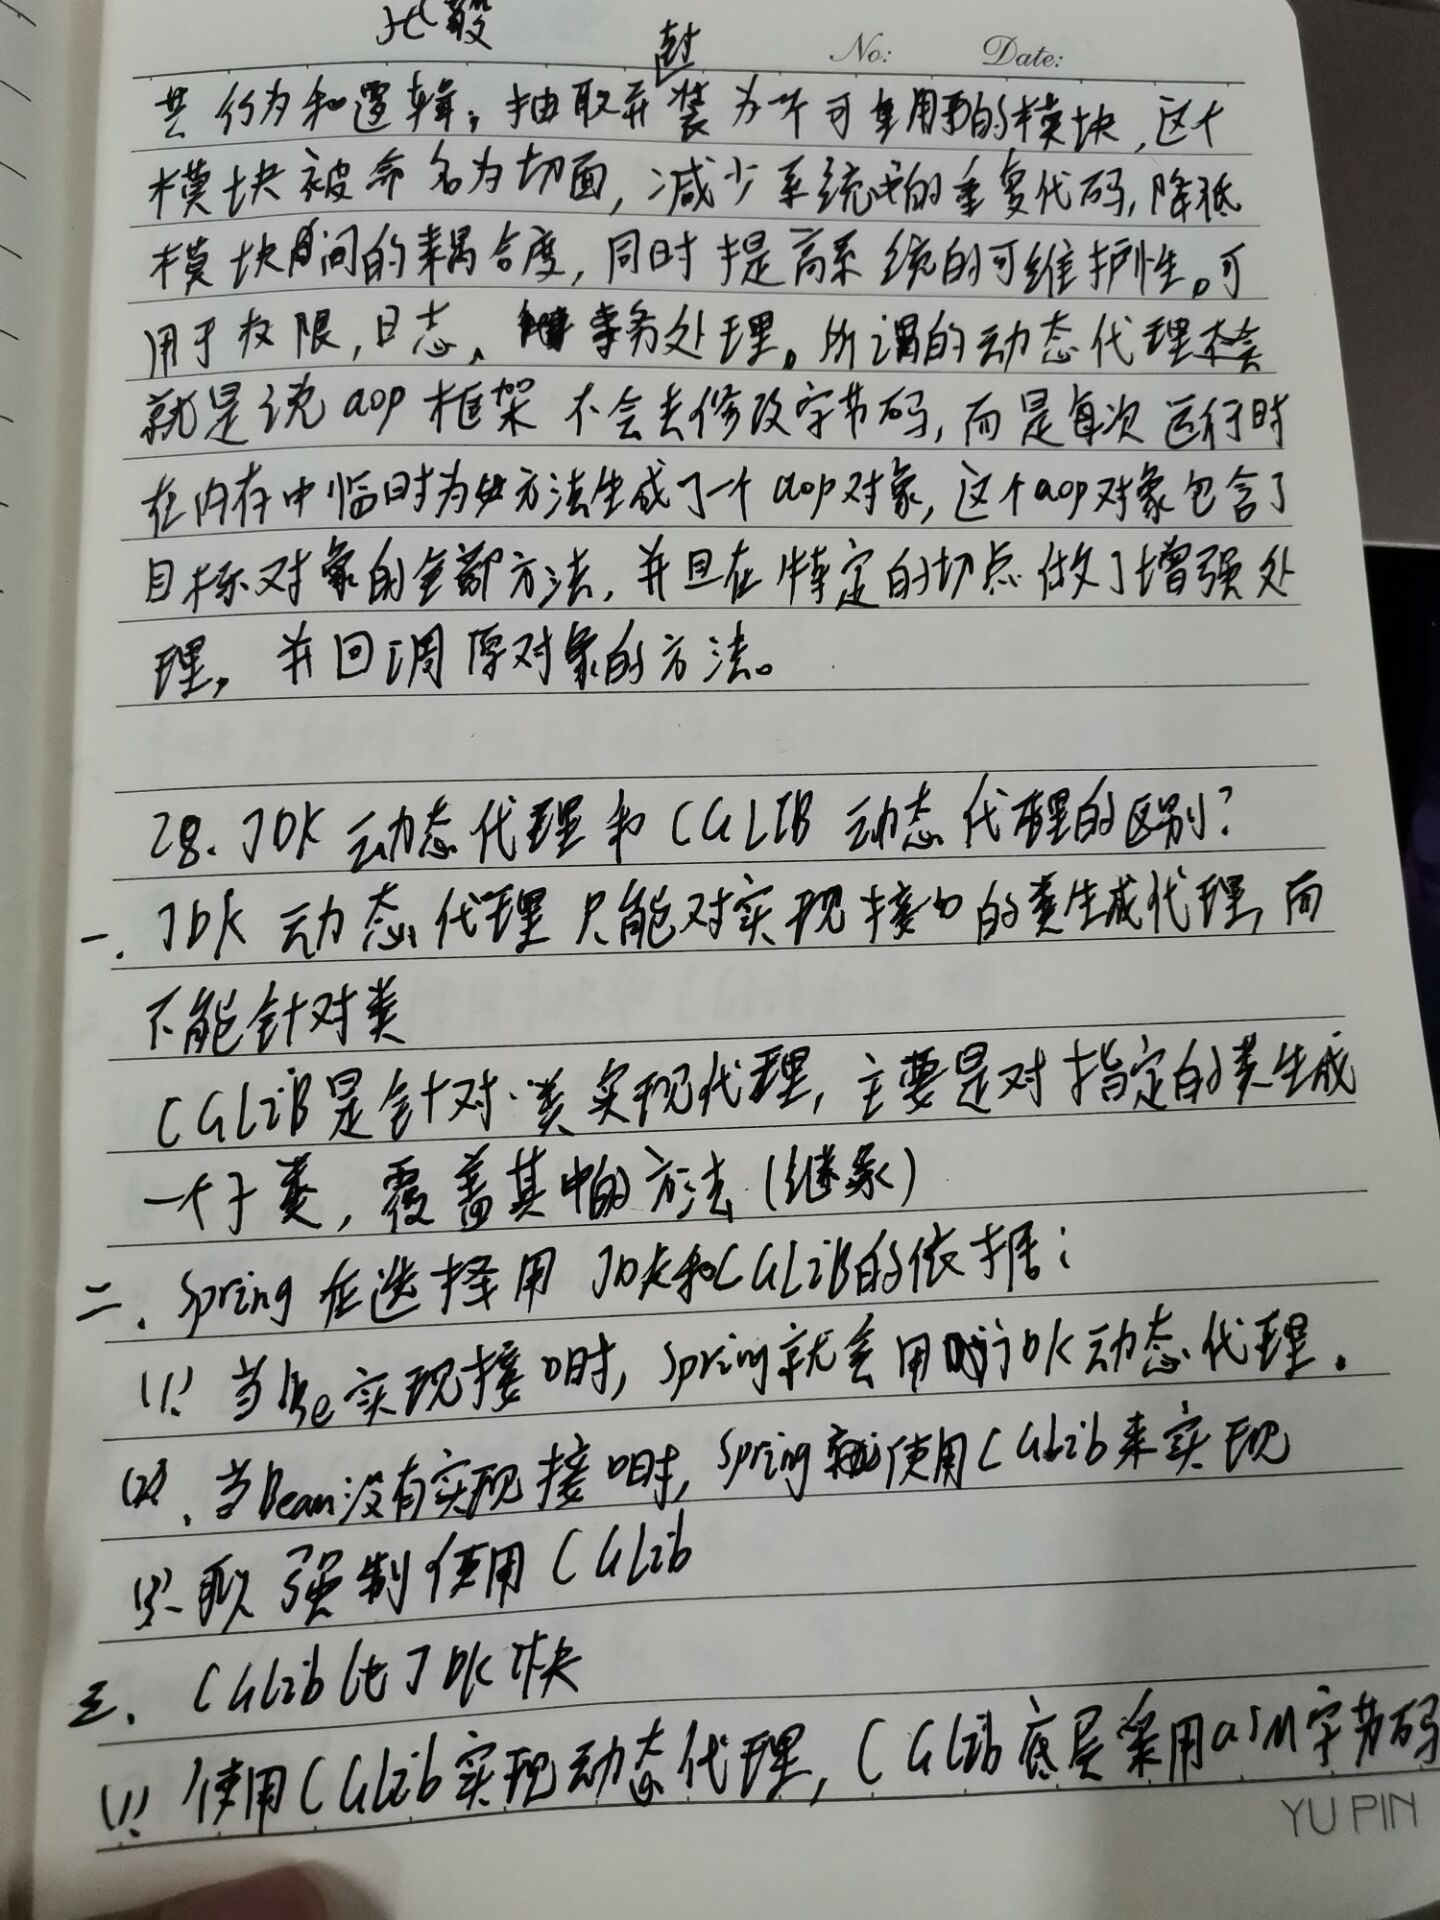 No: Date:
封
共行为和逻辑,抽取并装为一个可重用的模块,这个
模块被命名为切面,减少系统中的重复代码,降低
模块间的耦合度,同时提高系统的可维护性。可
用于权限,日志、事务处理。所谓的动态代理
就是说aop框架不会去修改字节码,而是每次运行时
在内存中临时为方法生成了一个aop对象,这个aop对象包含了
目标对象的全部方法,并且在特定的切点做了增强处
理,并回调原对象的方法。
28. JDK动态代理和CGLIB动态代理的区别?
一. JDK动态代理只能对实现接口的类生成代理,而
不能针对类
CGLiB是针对类实现代理,主要是对指定的类生成
一个子类,覆盖其中的方法(继承)
二. Spring在选择用JDK和CGLiB的依据:
(1). 当 实现接口时,Spring就会用JDK动态代理.
(2). 当Bean没有实现接口时,Spring就使用CGLib来实现
(3). 可以强制使用CGLib
三. CGLib比JDK快
(1). 使用CGLib实现动态代理,CGLib底层采用ASM字节码
YU PIN